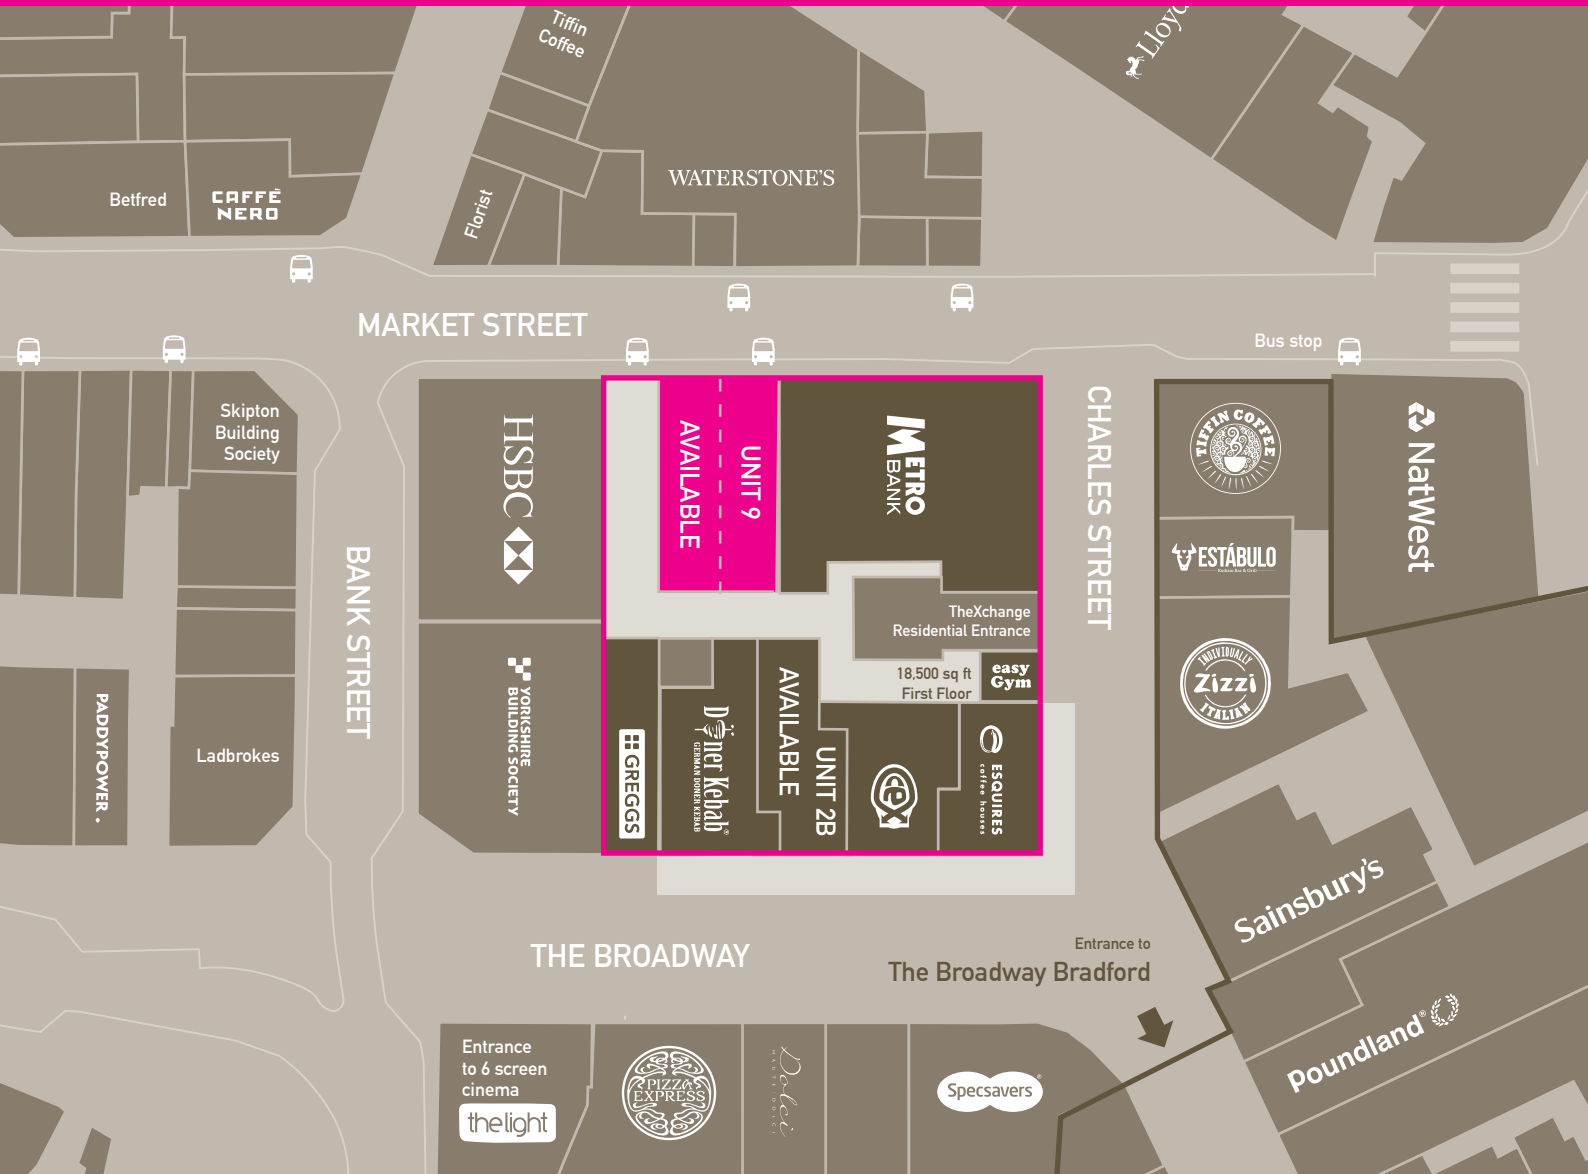 Tiffin
Coffee
Betfred
CAFFÈ
NERO
Florist
WATERSTONE'S
MARKET STREET
Bus stop
Skipton
Building
Society
HSBC
AVAILABLE
UNIT 9
METRO
BANK
CHARLES STREET
TIFFIN COFFEE
NatWest
ESTÁBULO
BANK STREET
TheXchange
Residential Entrance
18,500 sq ft
First Floor
easy
Gym
INDIVIDUALLY
Zizzi
ITALIAN
PADDYPOWER.
Ladbrokes
YORKSHIRE
BUILDING SOCIETY
GREGGS
Döner Kebab®
GERMAN DONER KEBAB
AVAILABLE
UNIT 2B
ESQUIRES
coffee houses
Sainsbury's
THE BROADWAY
Entrance to
The Broadway Bradford
Poundland®
Entrance
to 6 screen
cinema
thelight
PIZZA
EXPRESS
Dolci
Specsavers®